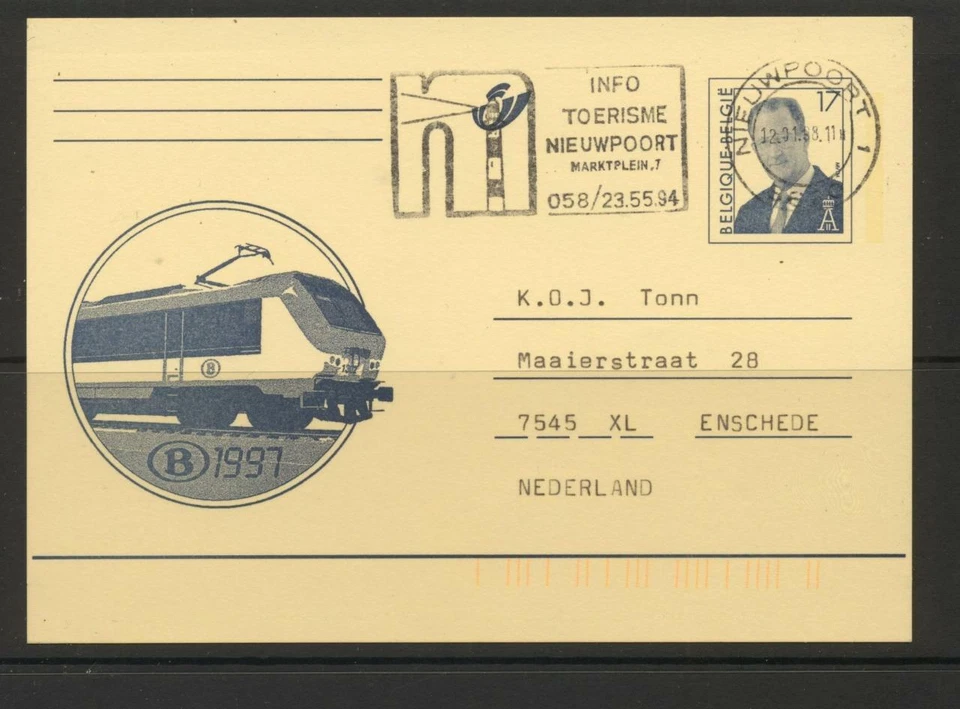 INFO
TOERISME
NIEUWPOORT
MARKTPLEIN,7
058/23.55.94
NIEUWPOORT 1
17
BELGIQUE-BELGIË
K.O.J. Tonn
Maaierstraat 28
7545 XL ENSCHEDE
NEDERLAND
B
B 1997